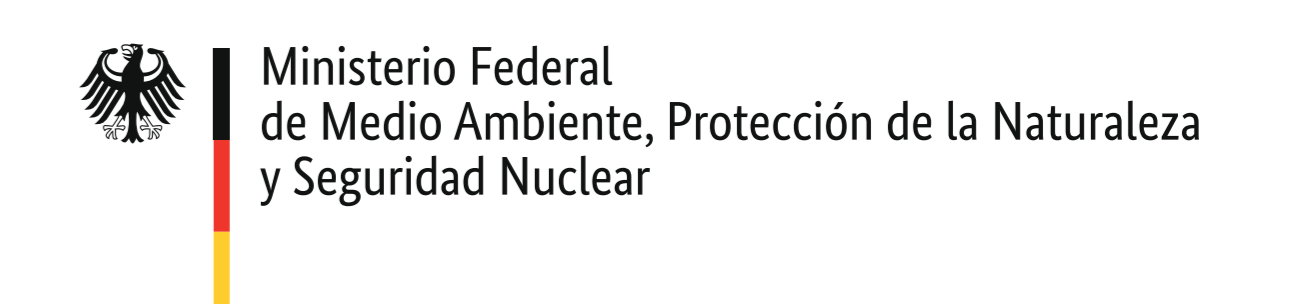 Ministerio Federal
de Medio Ambiente, Protección de la Naturaleza
y Seguridad Nuclear